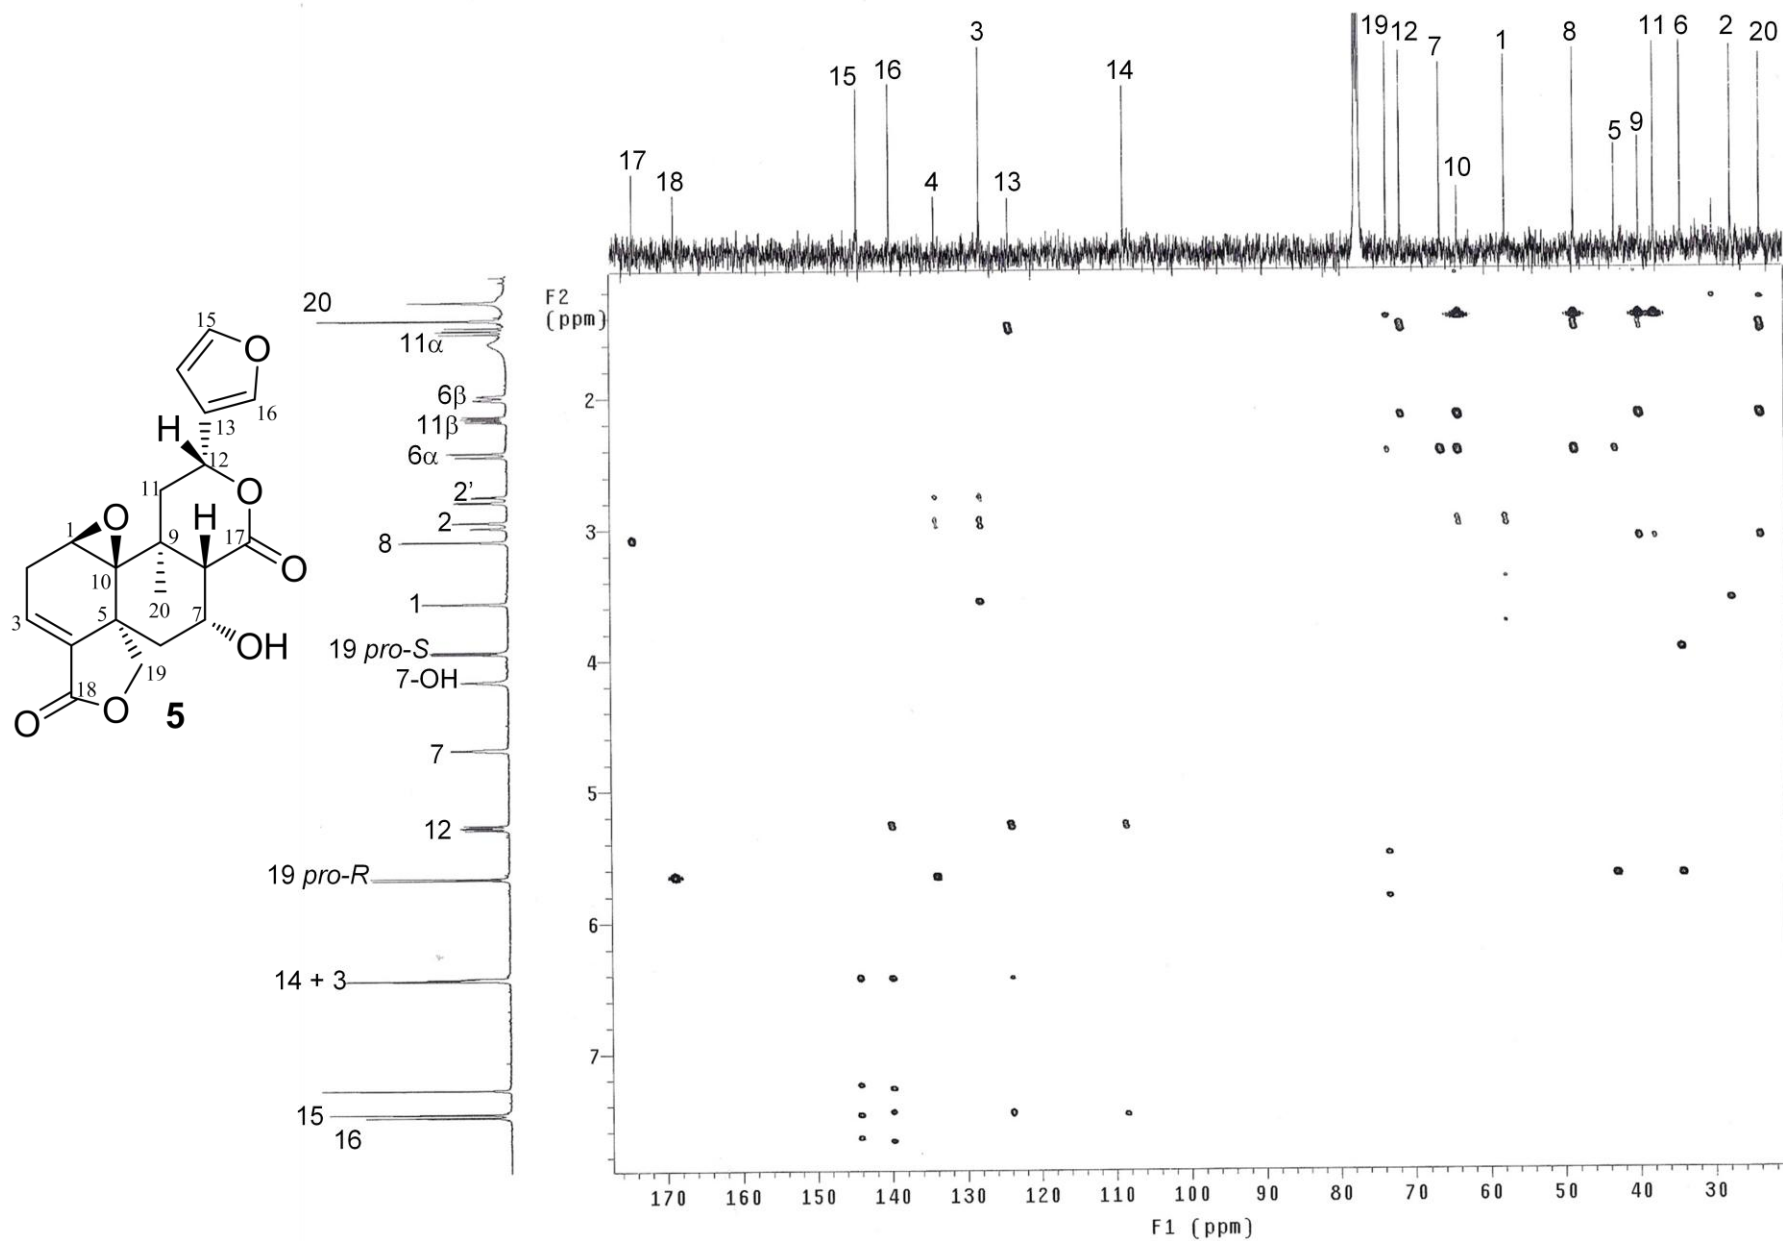 19 12 7 1 8 11 6 2 20
3
15 16 14
5 9
17 18 4 13 10
F2
(ppm)
20
11α
6β
11β
6α
2'
2
8
1
19 pro-S
7-OH
7
12
19 pro-R
14 + 3
15
16
2
3
4
5
6
7
170 160 150 140 130 120 110 100 90 80 70 60 50 40 30
F1 (ppm)
15
O
16
H 13
12
11 O
H
1 O
9 17
O
10
20
5 7
3 OH
19
18
O O
5